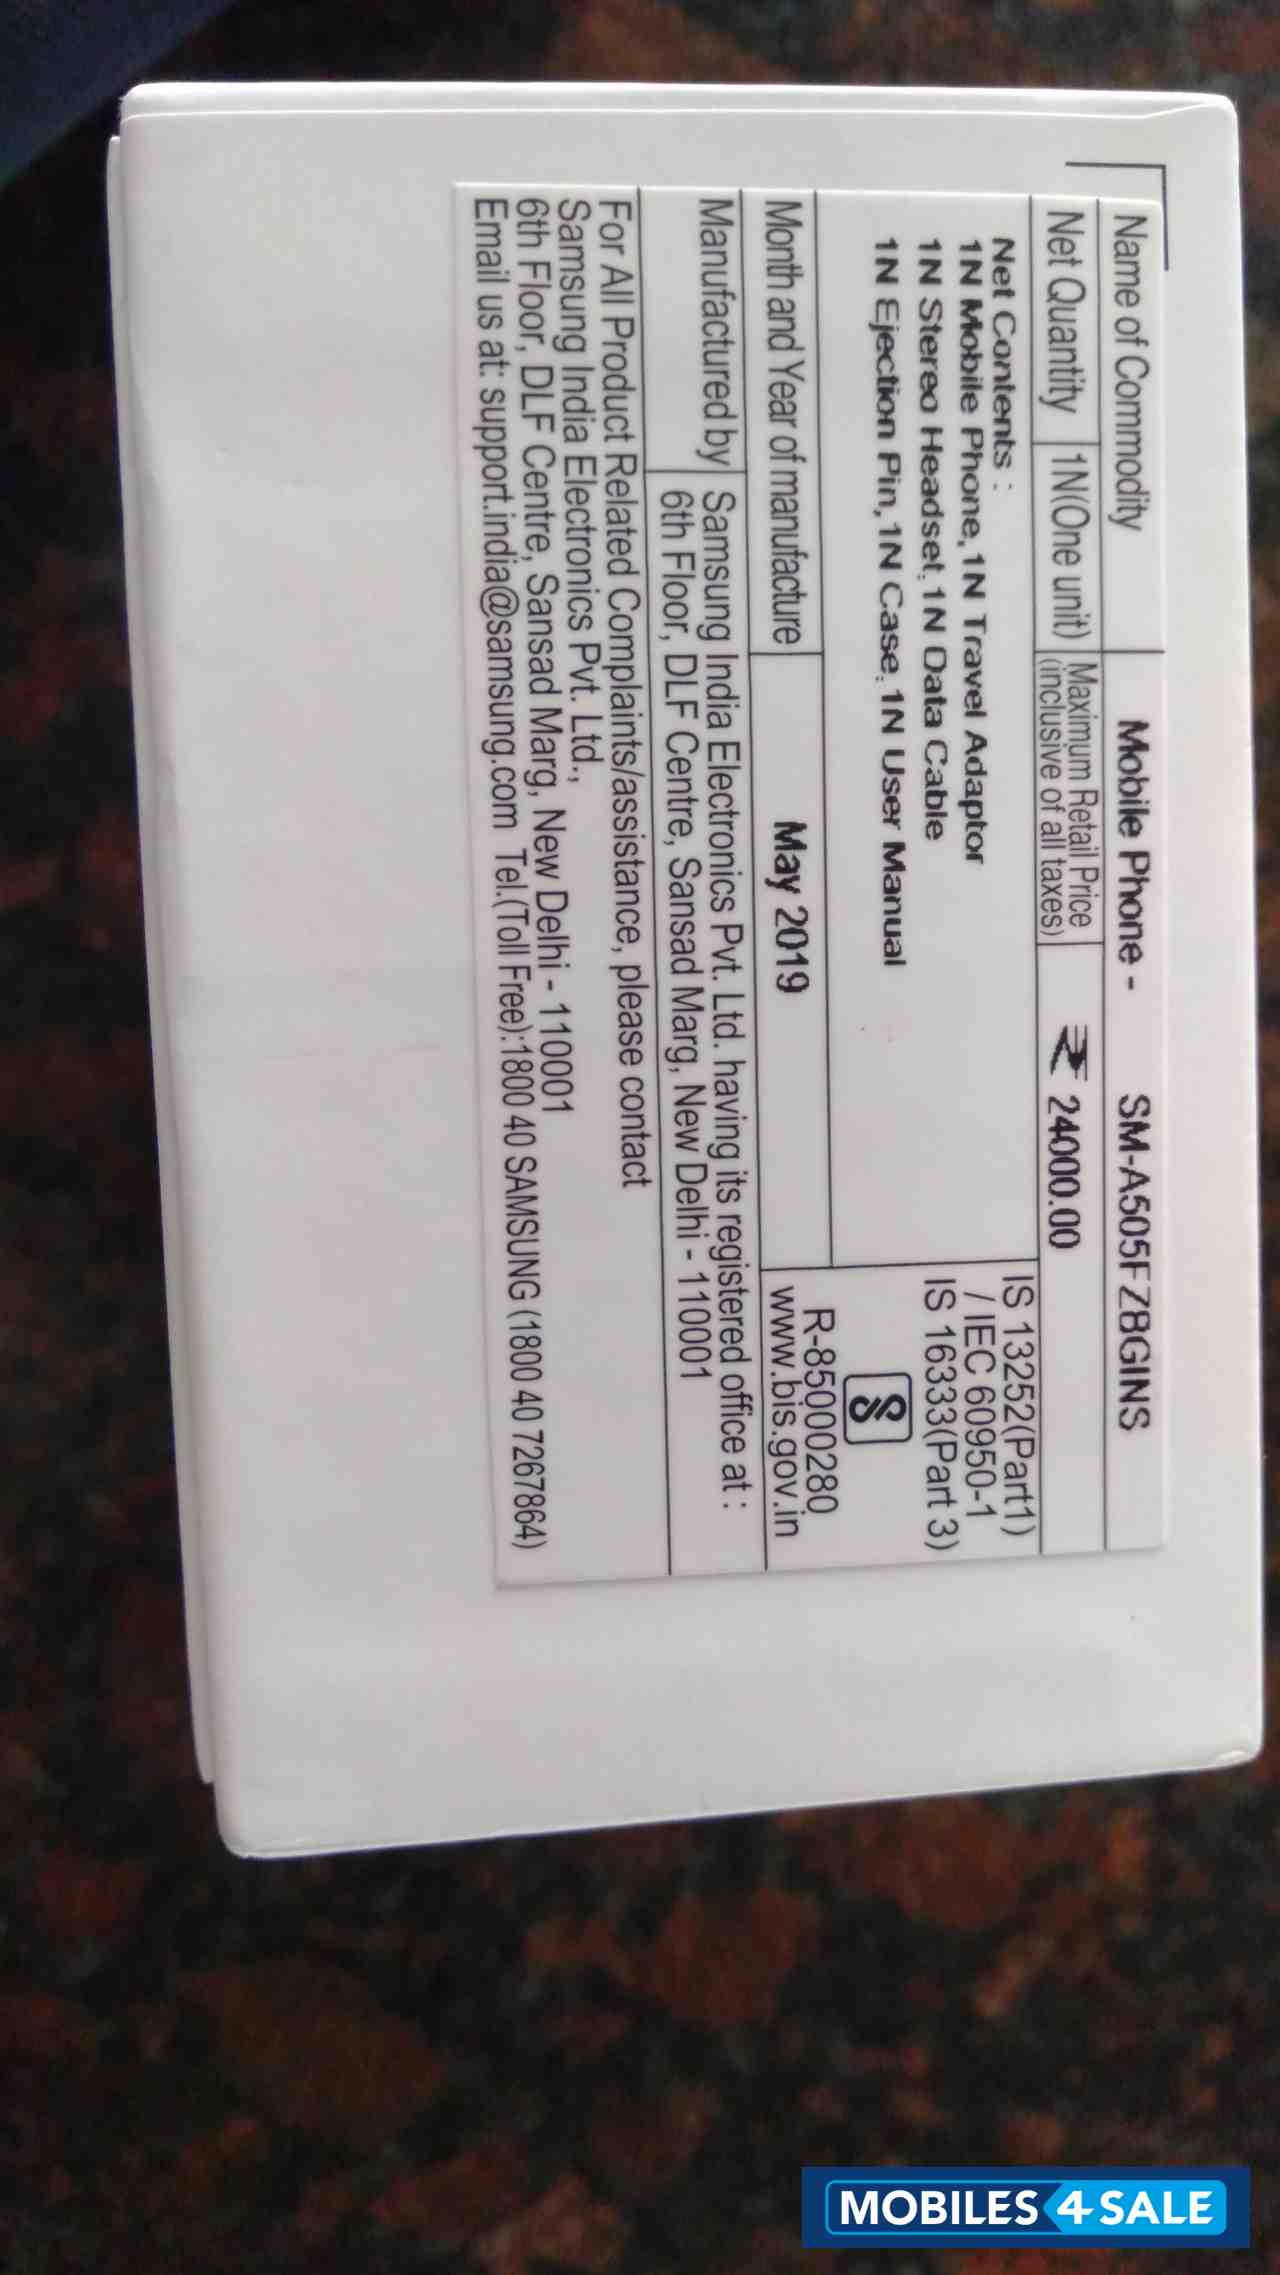 Name of Commodity Mobile Phone - SM-A505FZBGINS
Net Quantity 1N(One unit) Maximum Retail Price (inclusive of all taxes) ₹ 24000.00
Net Contents :
1N Mobile Phone, 1N Travel Adaptor
1N Stereo Headset, 1N Data Cable
1N Ejection Pin, 1N Case, 1N User Manual
IS 13252(Part1)
/ IEC 60950-1
IS 16333(Part 3)
R-85000280
www.bis.gov.in
Month and Year of manufacture May 2019
Manufactured by Samsung India Electronics Pvt. Ltd. having its registered office at :
6th Floor, DLF Centre, Sansad Marg, New Delhi - 110001
For All Product Related Complaints/assistance, please contact
Samsung India Electronics Pvt. Ltd.,
6th Floor, DLF Centre, Sansad Marg, New Delhi - 110001
Email us at: support.india@samsung.com Tel.(Toll Free):1800 40 SAMSUNG (1800 40 7267864)
MOBILES 4 SALE